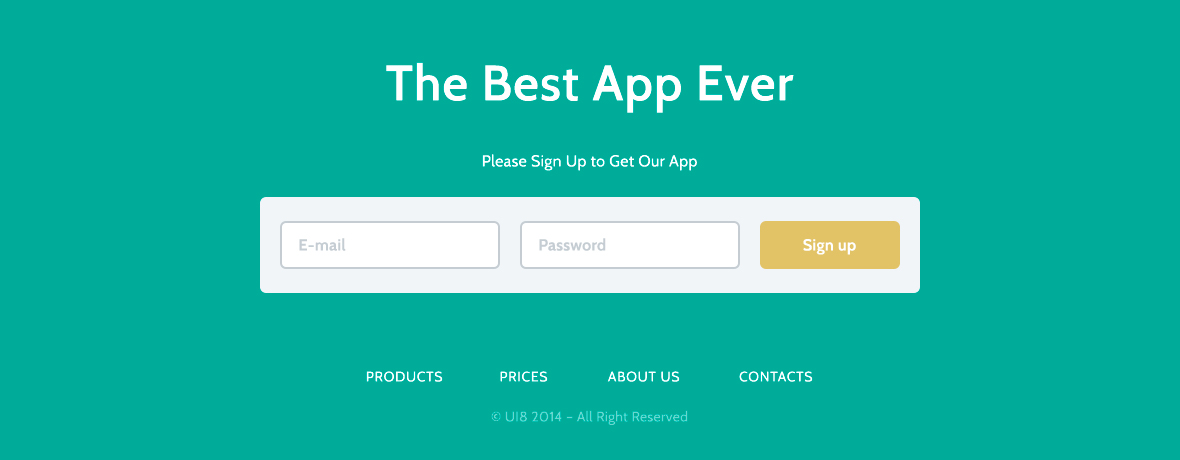 The Best App Ever
Please Sign Up to Get Our App
E-mail Password Sign up
PRODUCTS PRICES ABOUT US CONTACTS
© UI8 2014 – All Right Reserved